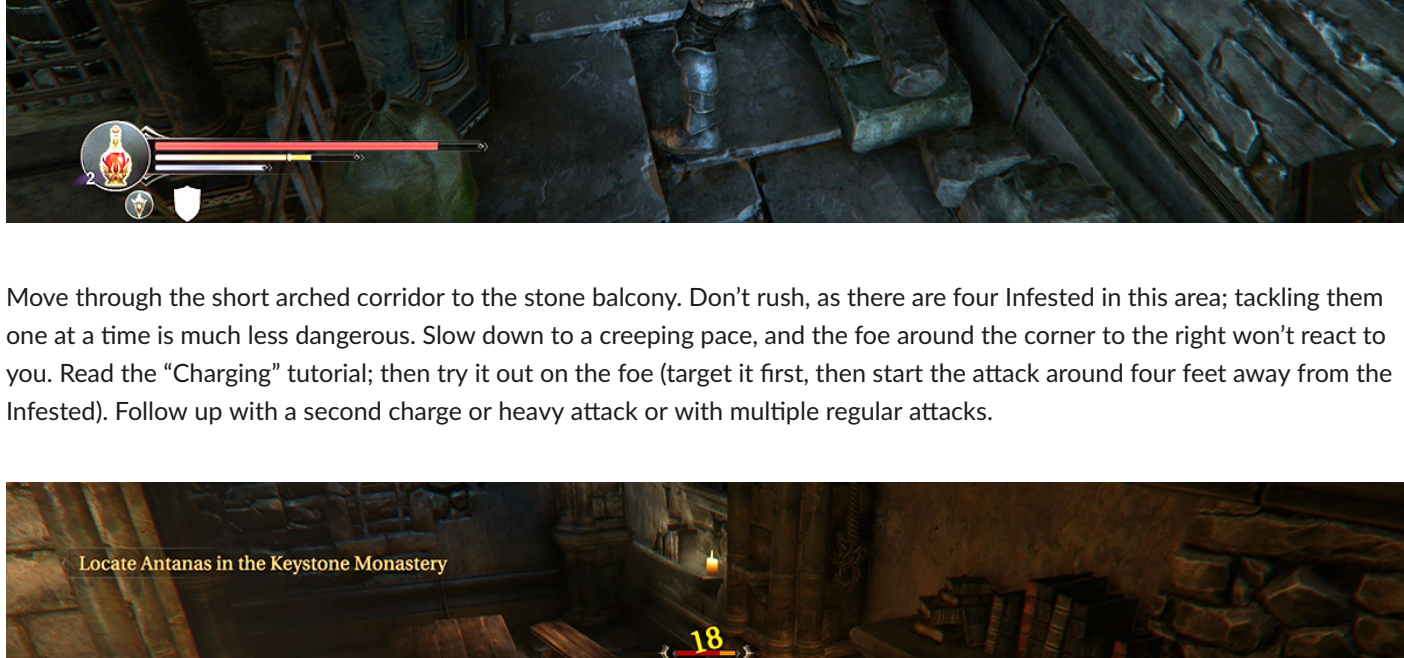 2
Move through the short arched corridor to the stone balcony. Don’t rush, as there are four Infested in this area; tackling them
one at a time is much less dangerous. Slow down to a creeping pace, and the foe around the corner to the right won’t react to
you. Read the “Charging” tutorial; then try it out on the foe (target it first, then start the attack around four feet away from the
Infested). Follow up with a second charge or heavy attack or with multiple regular attacks.
Locate Antanas in the Keystone Monastery
18